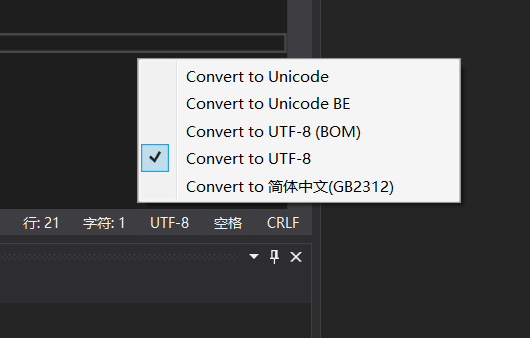 Convert to Unicode
Convert to Unicode BE
Convert to UTF-8 (BOM)
Convert to UTF-8
Convert to 简体中文(GB2312)
行: 21 字符: 1 UTF-8 空格 CRLF